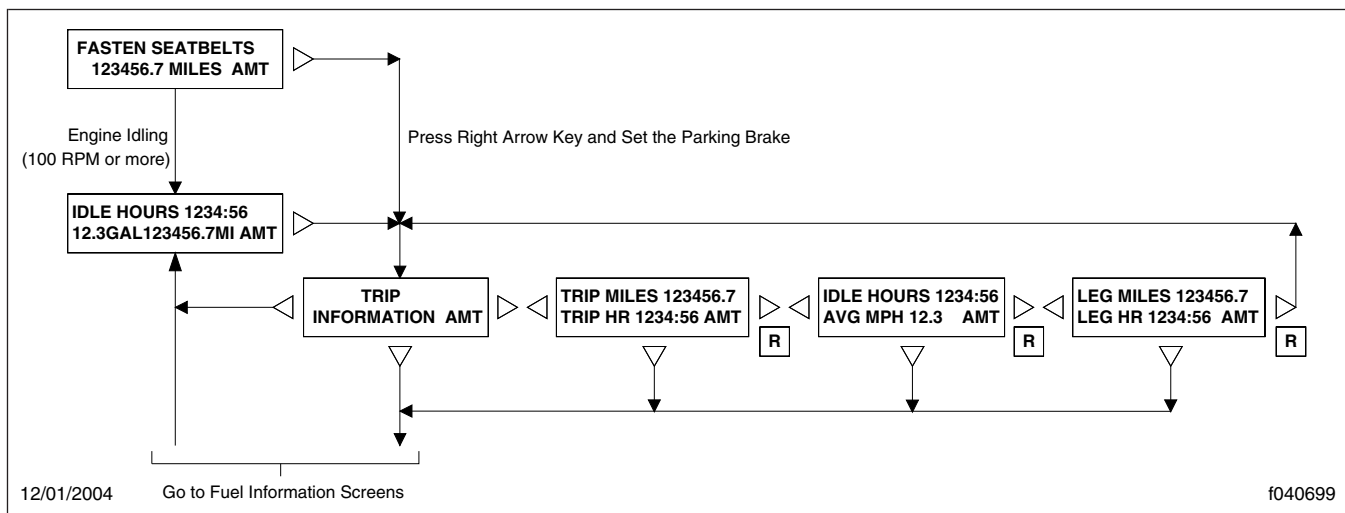 FASTEN SEATBELTS
123456.7 MILES AMT
Engine Idling
(100 RPM or more)
Press Right Arrow Key and Set the Parking Brake
IDLE HOURS 1234:56
12.3GAL123456.7MI AMT
TRIP
INFORMATION AMT
TRIP MILES 123456.7
TRIP HR 1234:56 AMT
R
IDLE HOURS 1234:56
AVG MPH 12.3 AMT
R
LEG MILES 123456.7
LEG HR 1234:56 AMT
R
12/01/2004
Go to Fuel Information Screens
f040699